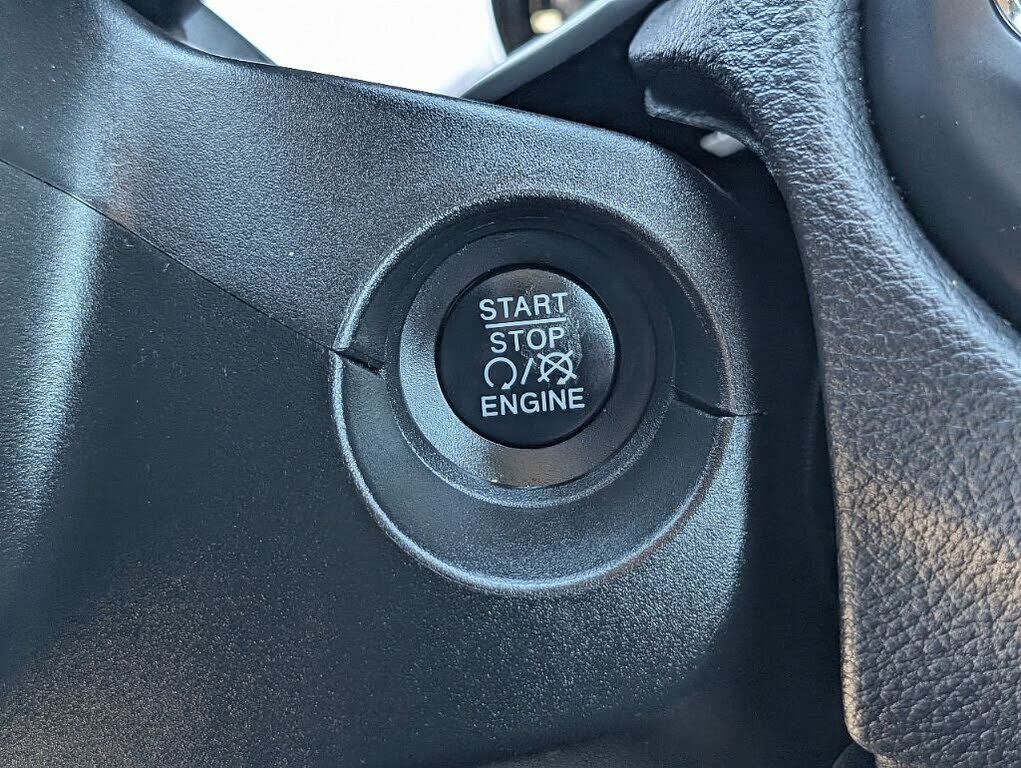 START
STOP
/
ENGINE